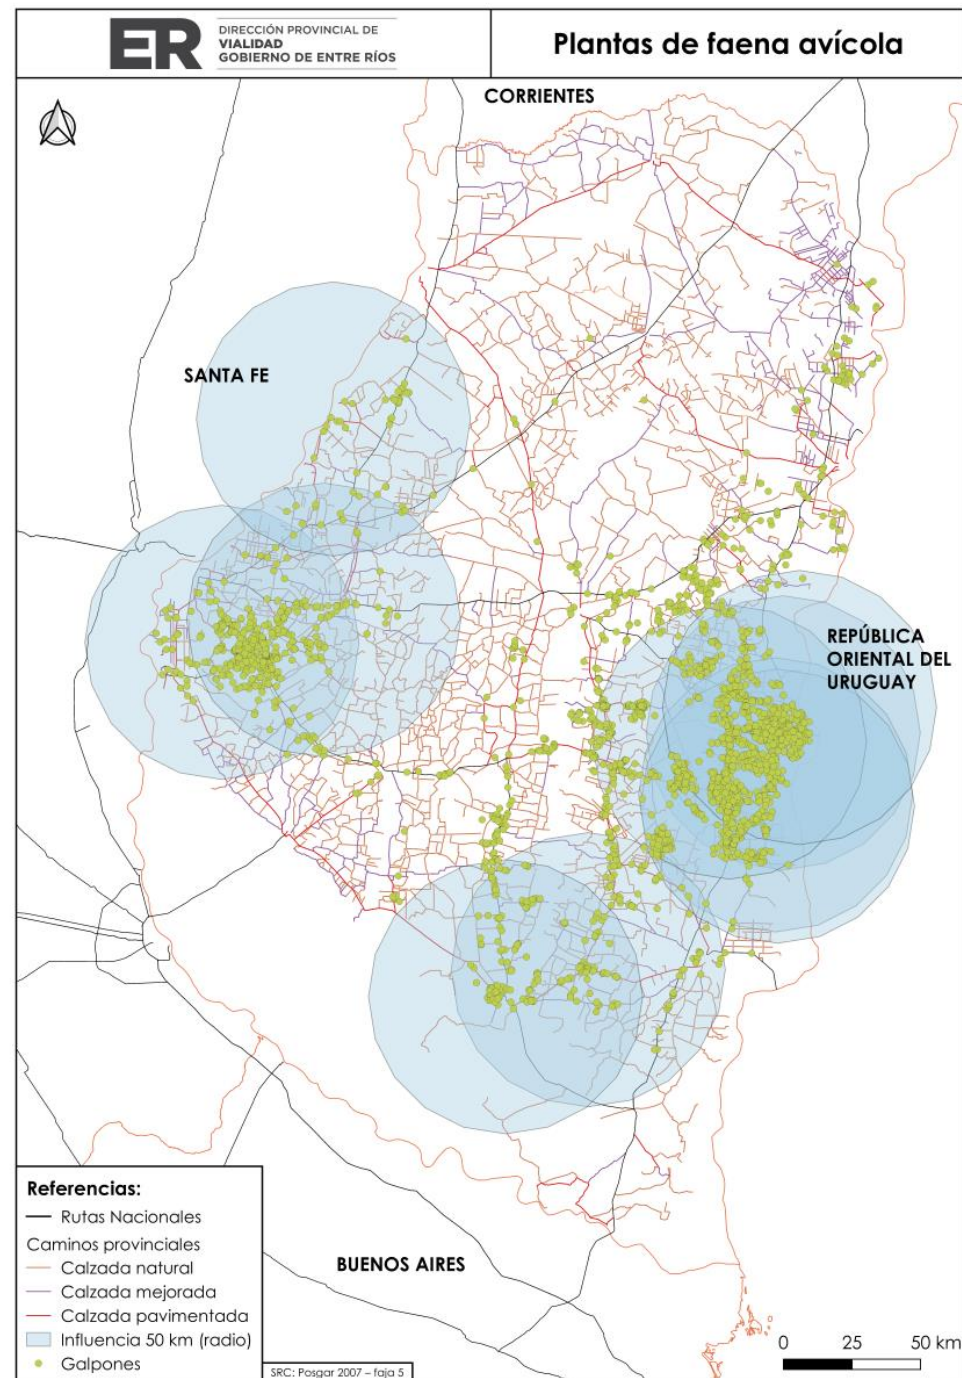 ER
DIRECCIÓN PROVINCIAL DE
VIALIDAD
GOBIERNO DE ENTRE RÍOS
Plantas de faena avícola
CORRIENTES
SANTA FE
REPÚBLICA
ORIENTAL DEL
URUGUAY
BUENOS AIRES
Referencias:
Rutas Nacionales
Caminos provinciales
Calzada natural
Calzada mejorada
Calzada pavimentada
Influencia 50 km (radio)
Galpones
SRC: Posgar 2007 – faja 5
0 25 50 km